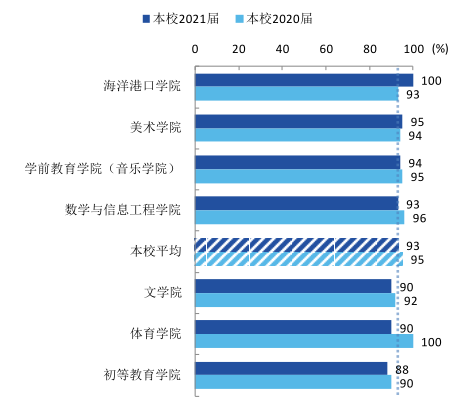 本校2021届 本校2020届
0 20 40 60 80 100 (%)
海洋港口学院 100
93
美术学院 95
94
学前教育学院（音乐学院） 94
95
数学与信息工程学院 93
96
本校平均 93
95
文学院 90
92
体育学院 90
100
初等教育学院 88
90